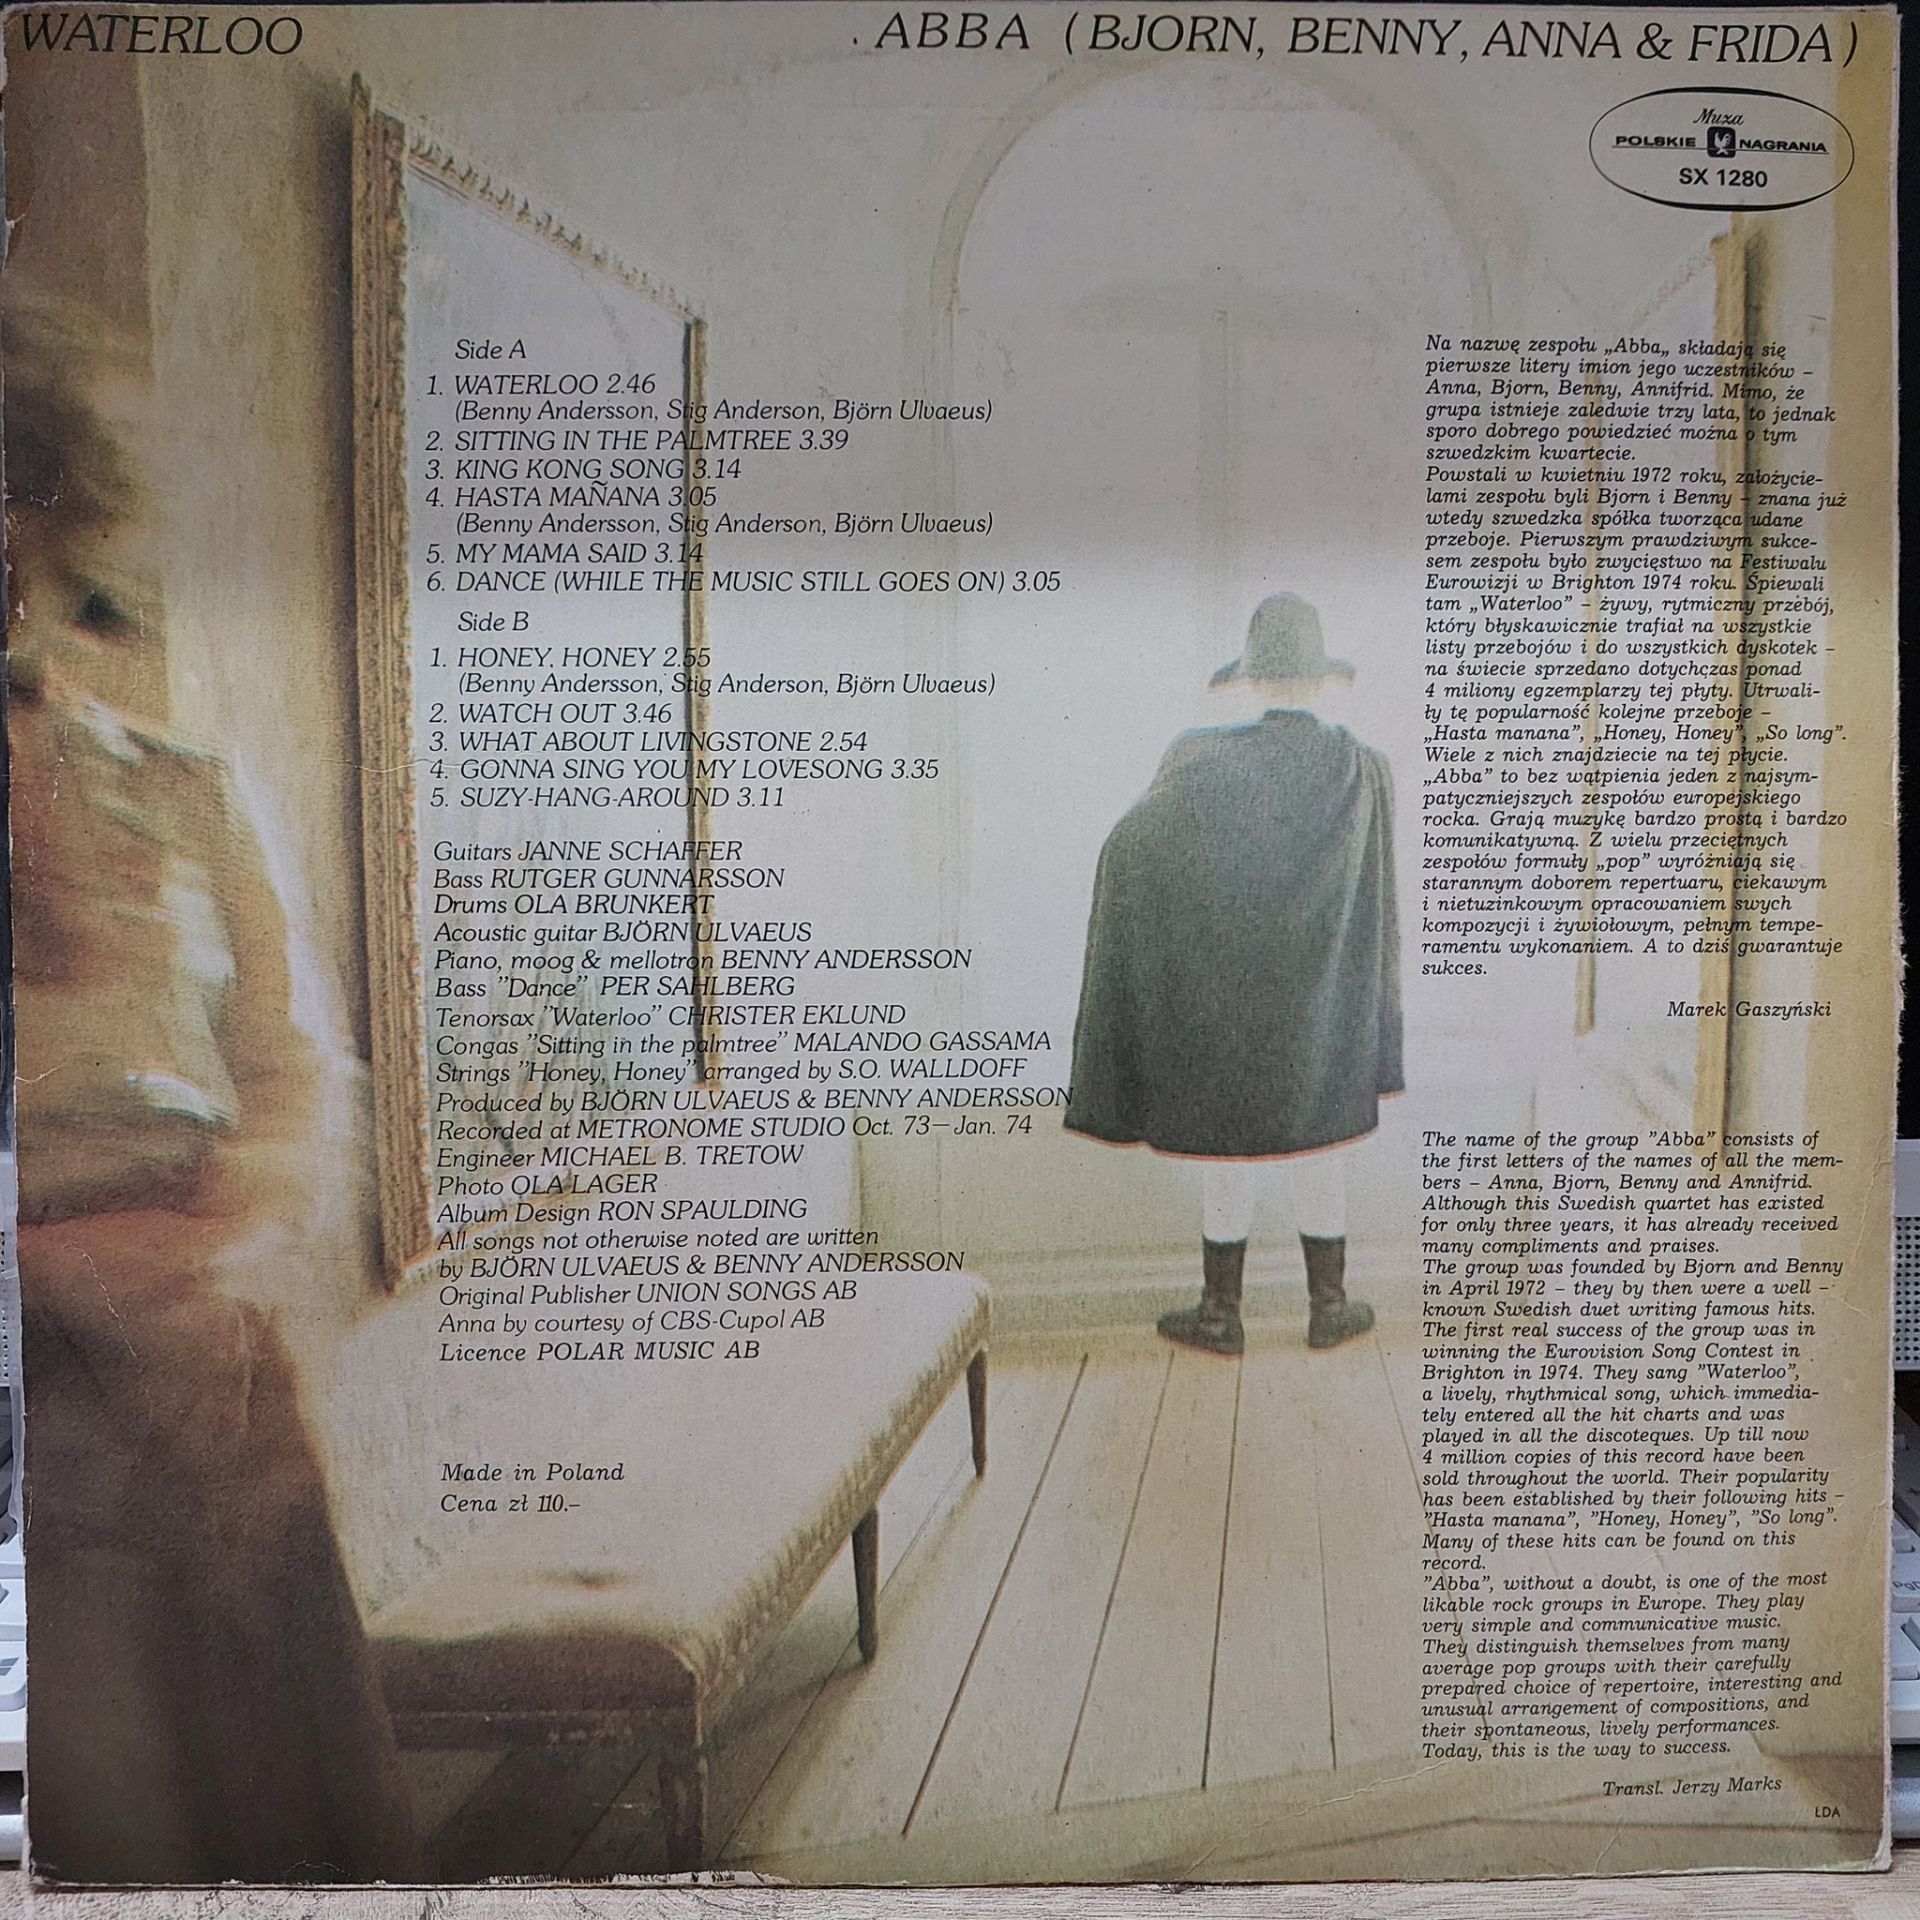 WATERLOO
ABBA (BJORN, BENNY, ANNA & FRIDA)
Muza
POLSKIE NAGRANIA
SX 1280
Side A
1. WATERLOO 2.46
(Benny Andersson, Stig Anderson, Björn Ulvaeus)
2. SITTING IN THE PALMTREE 3.39
3. KING KONG SONG 3.14
4. HASTA MAÑANA 3.05
(Benny Andersson, Stig Anderson, Björn Ulvaeus)
5. MY MAMA SAID 3.14
6. DANCE (WHILE THE MUSIC STILL GOES ON) 3.05
Side B
1. HONEY, HONEY 2.55
(Benny Andersson, Stig Anderson, Björn Ulvaeus)
2. WATCH OUT 3.46
3. WHAT ABOUT LIVINGSTONE 2.54
4. GONNA SING YOU MY LOVESONG 3.35
5. SUZY-HANG-AROUND 3.11
Guitars JANNE SCHAFFER
Bass RUTGER GUNNARSSON
Drums OLA BRUNKERT
Acoustic guitar BJÖRN ULVAEUS
Piano, moog & mellotron BENNY ANDERSSON
Bass "Dance" PER SAHLBERG
Tenorsax "Waterloo" CHRISTER EKLUND
Congas "Sitting in the palmtree" MALANDO GASSAMA
Strings "Honey, Honey" arranged by S.O. WALLDOFF
Produced by BJÖRN ULVAEUS & BENNY ANDERSSON
Recorded at METRONOME STUDIO Oct. 73—Jan. 74
Engineer MICHAEL B. TRETOW
Photo OLA LAGER
Album Design RON SPAULDING
All songs not otherwise noted are written
by BJÖRN ULVAEUS & BENNY ANDERSSON
Original Publisher UNION SONGS AB
Anna by courtesy of CBS-Cupol AB
Licence POLAR MUSIC AB
Made in Poland
Cena zł 110.–
Na nazwę zespołu „Abba„ składają się
pierwsze litery imion jego uczestników –
Anna, Bjorn, Benny, Annifrid. Mimo, że
grupa istnieje zaledwie trzy lata, to jednak
sporo dobrego powiedzieć można o tym
szwedzkim kwartecie.
Powstali w kwietniu 1972 roku, założycie-
lami zespołu byli Bjorn i Benny – znana już
wtedy szwedzka spółka tworząca udane
przeboje. Pierwszym prawdziwym sukce-
sem zespołu było zwycięstwo na Festiwalu
Eurowizji w Brighton 1974 roku. Śpiewali
tam „Waterloo” – żywy, rytmiczny przebój,
który błyskawicznie trafiał na wszystkie
listy przebojów i do wszystkich dyskotek –
na świecie sprzedano dotychczas ponad
4 miliony egzemplarzy tej płyty. Utrwali-
ły tę popularność kolejne przeboje –
„Hasta manana”, „Honey, Honey”, „So long”.
Wiele z nich znajdziecie na tej płycie.
„Abba” to bez wątpienia jeden z najsym-
patyczniejszych zespołów europejskiego
rocka. Grają muzykę bardzo prostą i bardzo
komunikatywną. Z wielu przeciętnych
zespołów formuły „pop” wyróżniają się
starannym doborem repertuaru, ciekawym
i nietuzinkowym opracowaniem swych
kompozycji i żywiołowym, pełnym tempe-
ramentu wykonaniem. A to dziś gwarantuje
sukces.
Marek Gaszyński
The name of the group "Abba" consists of
the first letters of the names of all the mem-
bers – Anna, Bjorn, Benny and Annifrid.
Although this Swedish quartet has existed
for only three years, it has already received
many compliments and praises.
The group was founded by Bjorn and Benny
in April 1972 – they by then were a well –
known Swedish duet writing famous hits.
The first real success of the group was in
winning the Eurovision Song Contest in
Brighton in 1974. They sang "Waterloo",
a lively, rhythmical song, which immedia-
tely entered all the hit charts and was
played in all the discoteques. Up till now
4 million copies of this record have been
sold throughout the world. Their popularity
has been established by their following hits –
"Hasta manana", "Honey, Honey", "So long".
Many of these hits can be found on this
record.
"Abba", without a doubt, is one of the most
likable rock groups in Europe. They play
very simple and communicative music.
They distinguish themselves from many
average pop groups with their carefully
prepared choice of repertoire, interesting and
unusual arrangement of compositions, and
their spontaneous, lively performances.
Today, this is the way to success.
Transl. Jerzy Marks
ŁDA